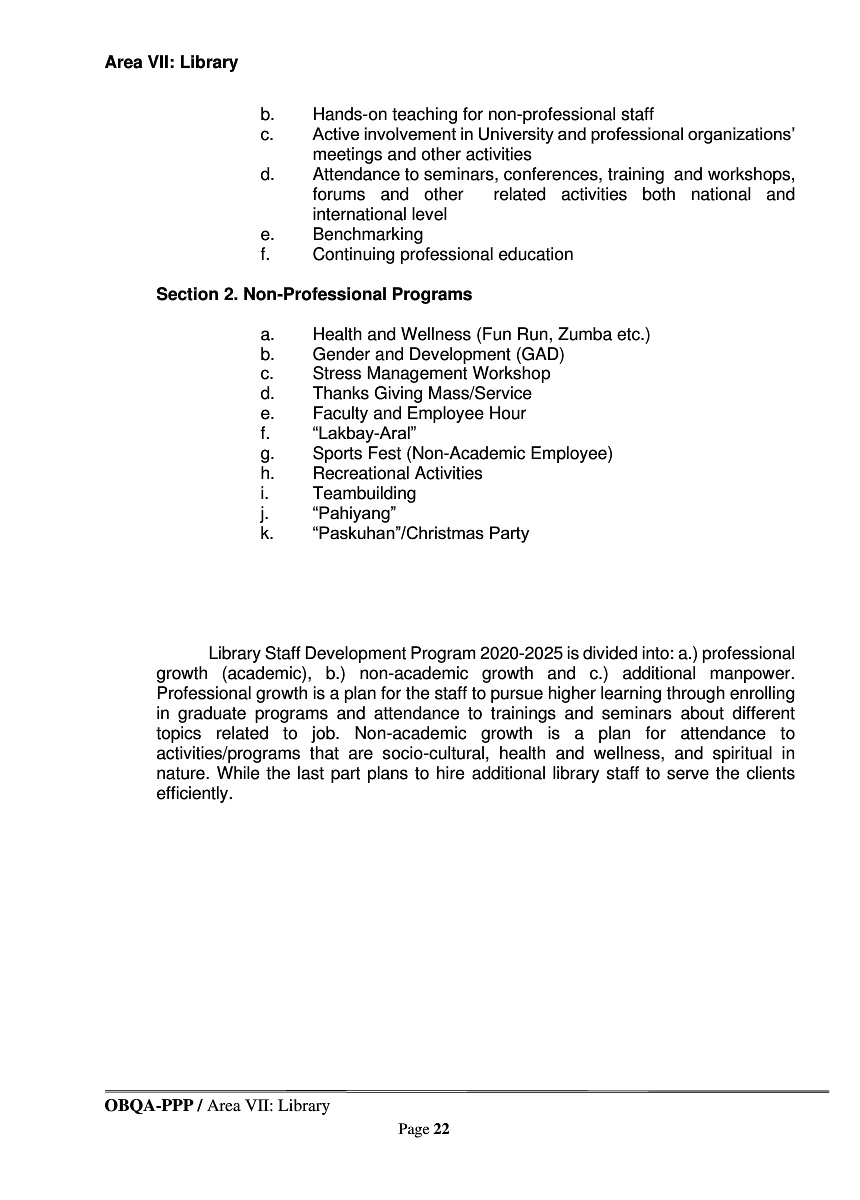 Area VII: Library
b. Hands-on teaching for non-professional staff
c. Active involvement in University and professional organizations’
meetings and other activities
d. Attendance to seminars, conferences, training and workshops,
forums and other related activities both national and
international level
e. Benchmarking
f. Continuing professional education
Section 2. Non-Professional Programs
a. Health and Wellness (Fun Run, Zumba etc.)
b. Gender and Development (GAD)
c. Stress Management Workshop
d. Thanks Giving Mass/Service
e. Faculty and Employee Hour
f. “Lakbay-Aral”
g. Sports Fest (Non-Academic Employee)
h. Recreational Activities
i. Teambuilding
j. “Pahiyang”
k. “Paskuhan”/Christmas Party
Library Staff Development Program 2020-2025 is divided into: a.) professional
growth (academic), b.) non-academic growth and c.) additional manpower.
Professional growth is a plan for the staff to pursue higher learning through enrolling
in graduate programs and attendance to trainings and seminars about different
topics related to job. Non-academic growth is a plan for attendance to
activities/programs that are socio-cultural, health and wellness, and spiritual in
nature. While the last part plans to hire additional library staff to serve the clients
efficiently.
OBQA-PPP / Area VII: Library
Page 22